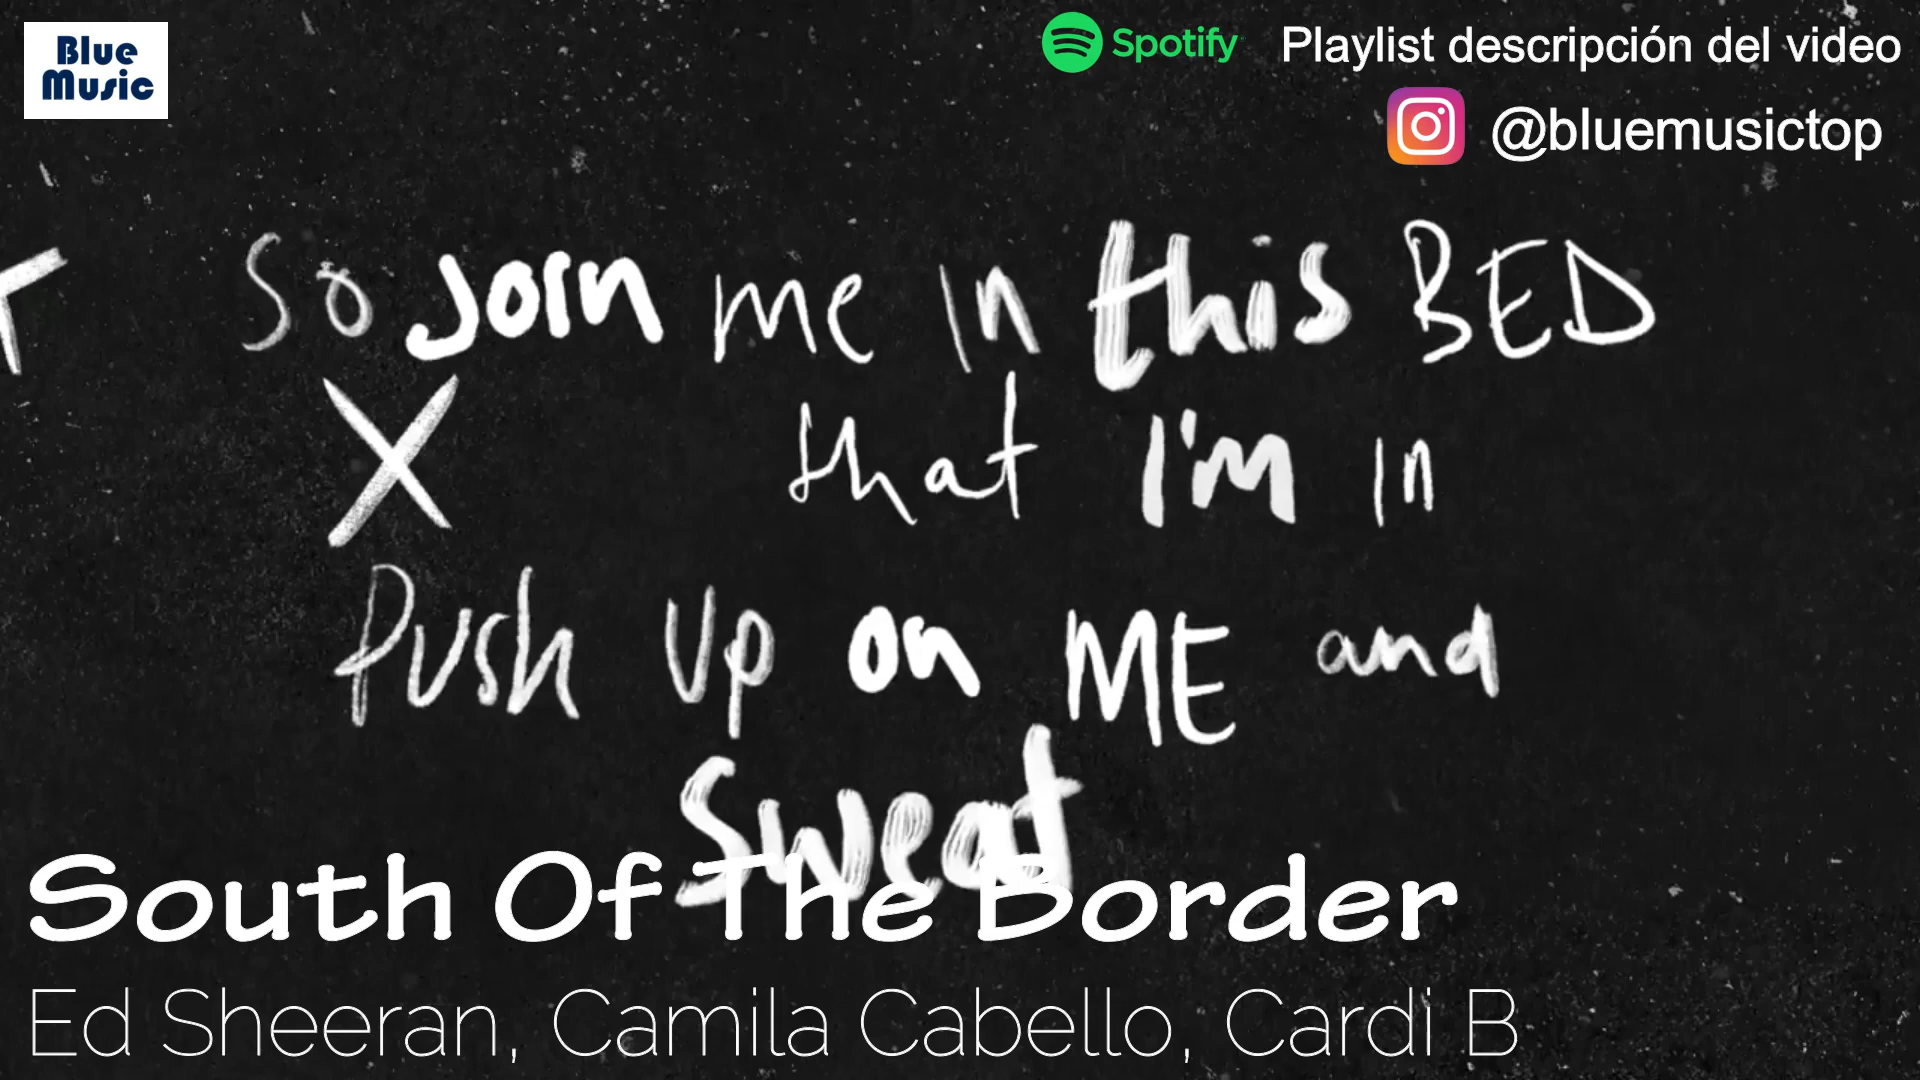 Blue
Music
Spotify Playlist descripción del video
@bluemusictop
So Join me In this BED
X that I'm In
Push Up on ME and
Sweat
South Of The Border
Ed Sheeran, Camila Cabello, Cardi B